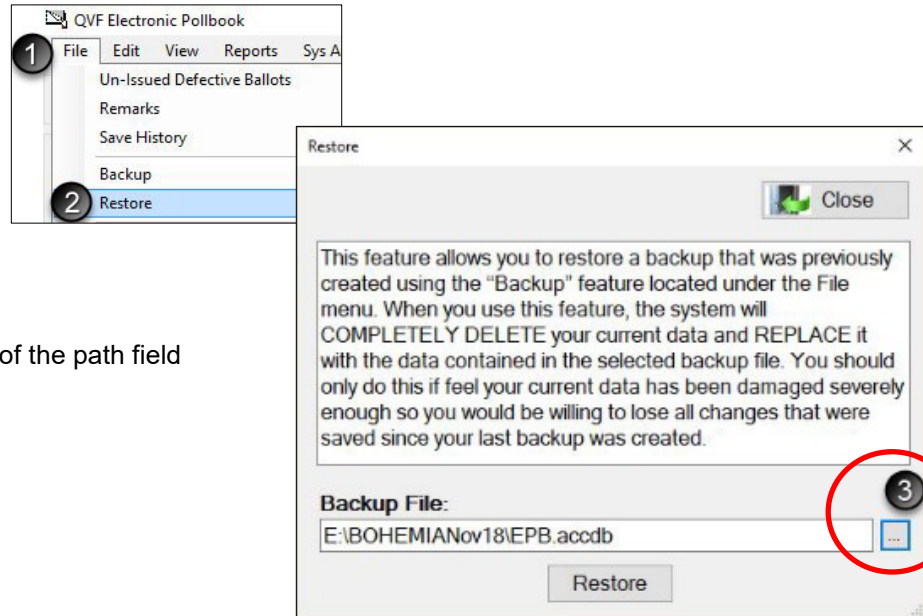 QVF Electronic Pollbook
1
File Edit View Reports Sys A
Un-Issued Defective Ballots
Remarks
Save History
Backup
2
Restore
of the path field
Restore
Close
This feature allows you to restore a backup that was previously
created using the “Backup” feature located under the File
menu. When you use this feature, the system will
COMPLETELY DELETE your current data and REPLACE it
with the data contained in the selected backup file. You should
only do this if feel your current data has been damaged severely
enough so you would be willing to lose all changes that were
saved since your last backup was created.
3
Backup File:
E:\BOHEMIANov18\EPB.accdb
...
Restore